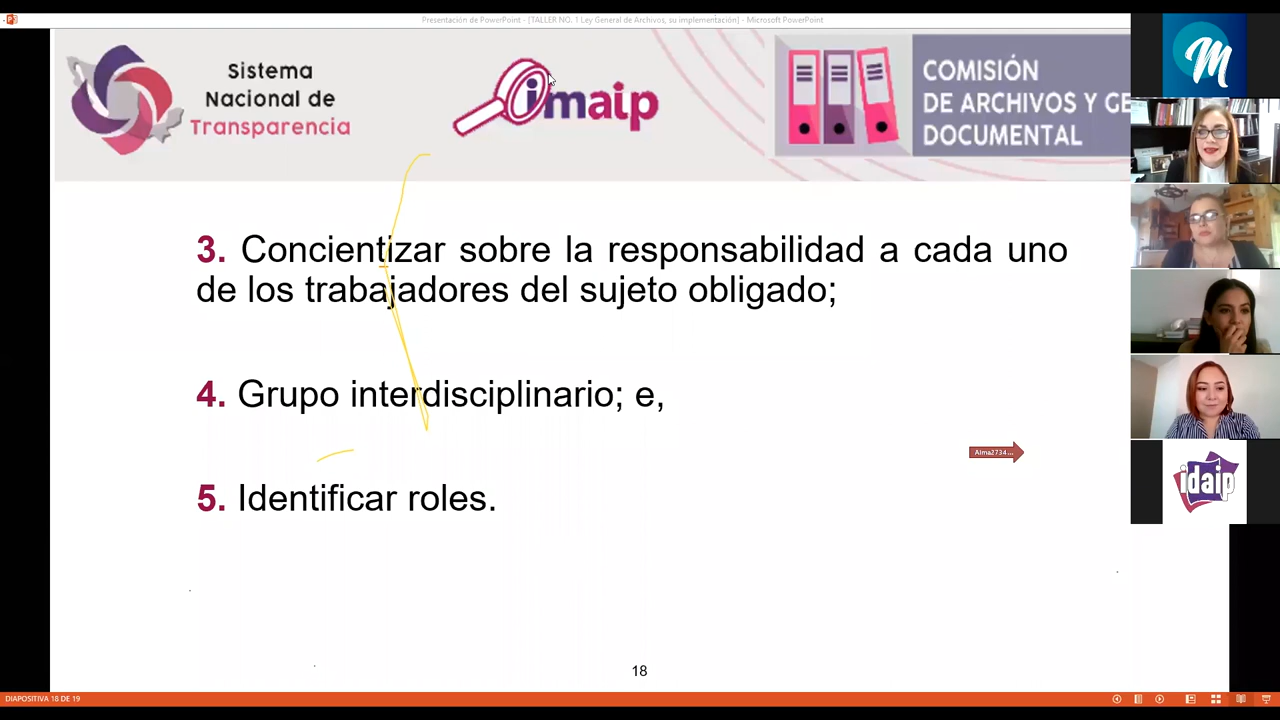 Presentación de PowerPoint - [TALLER NO. 1 Ley General de Archivos, su implementación] - Microsoft PowerPoint
Sistema
Nacional de
Transparencia
imaip
COMISIÓN
DE ARCHIVOS Y GE
DOCUMENTAL
M
3. Concientizar sobre la responsabilidad a cada uno
de los trabajadores del sujeto obligado;
4. Grupo interdisciplinario; e,
Alma2734...
5. Identificar roles.
idaip
18
DIAPOSITIVA 18 DE 19